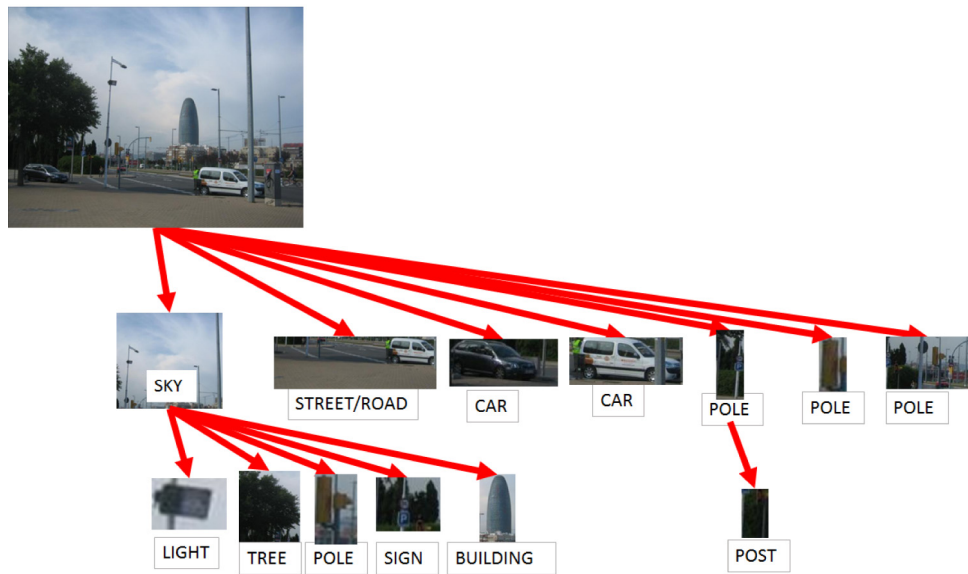 SKY
STREET/ROAD
CAR
CAR
POLE
POLE
POLE
LIGHT
TREE
POLE
SIGN
BUILDING
POST